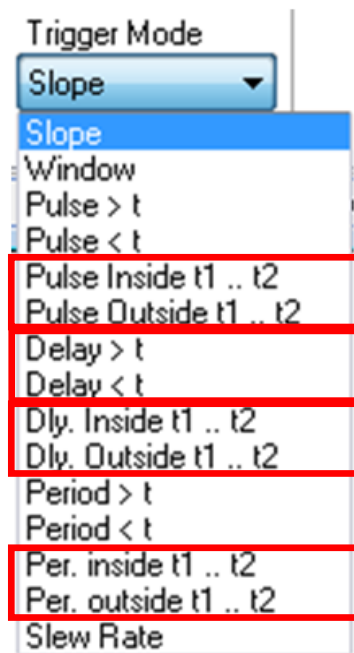 Trigger Mode
Slope
Slope
Window
Pulse > t
Pulse < t
Pulse Inside t1 .. t2
Pulse Outside t1 .. t2
Delay > t
Delay < t
Dly. Inside t1 .. t2
Dly. Outside t1 .. t2
Period > t
Period < t
Per. inside t1 .. t2
Per. outside t1 .. t2
Slew Rate